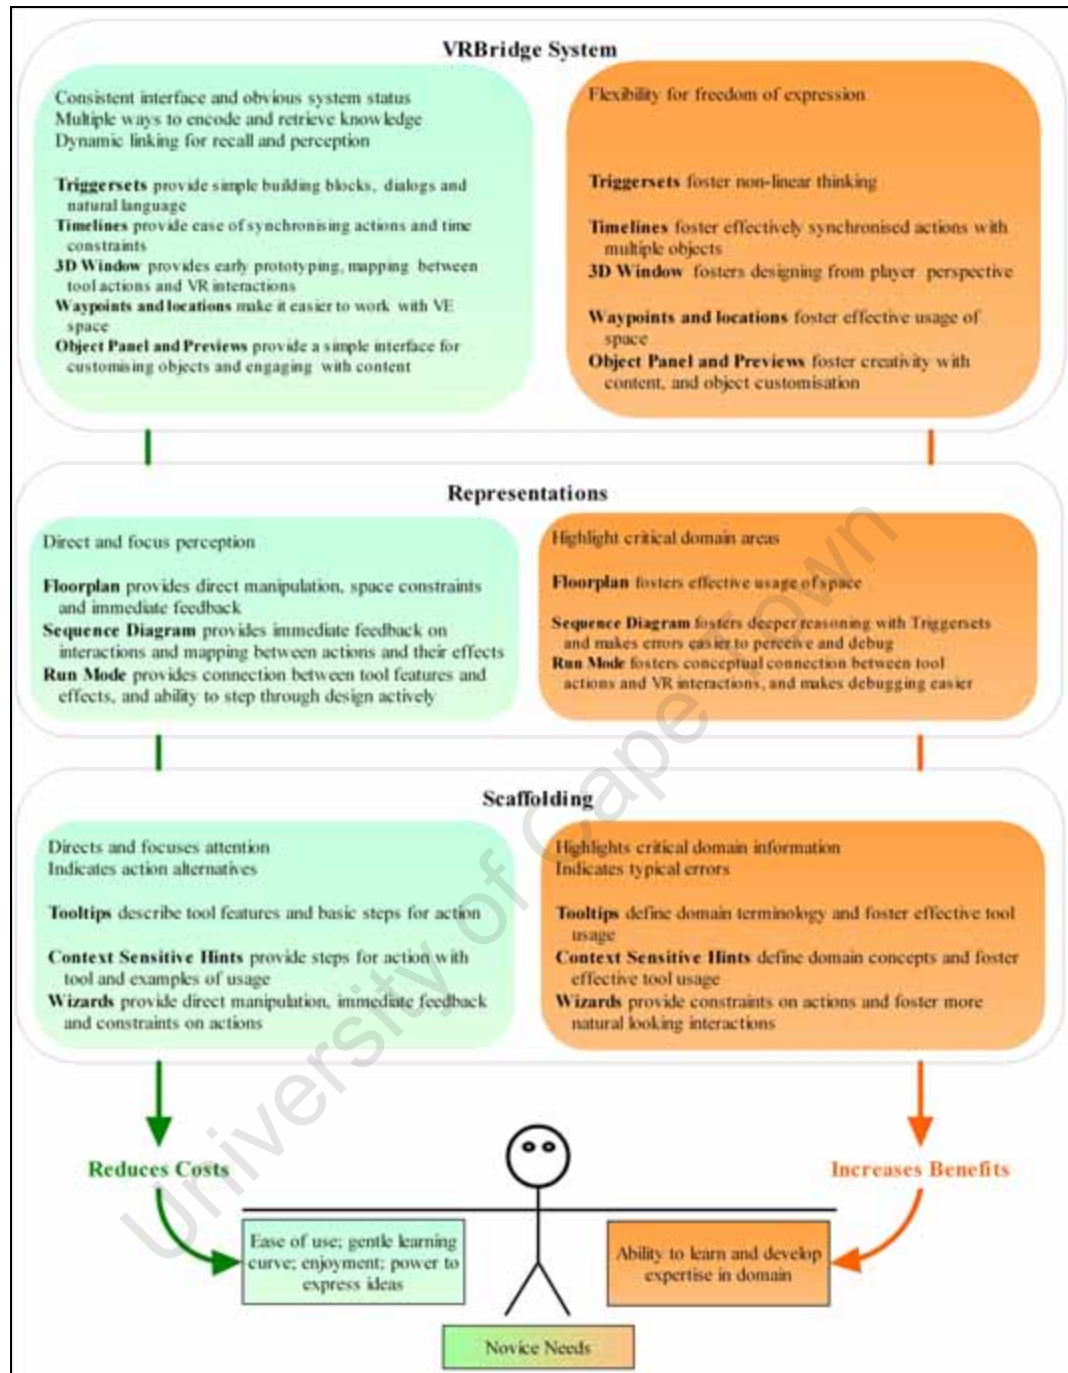 VRBridge System
Consistent interface and obvious system status
Multiple ways to encode and retrieve knowledge
Dynamic linking for recall and perception
Triggersets provide simple building blocks, dialogs and
natural language
Timelines provide ease of synchronising actions and time
constraints
3D Window provides early prototyping, mapping between
tool actions and VR interactions
Waypoints and locations make it easier to work with VE
space
Object Panel and Previews provide a simple interface for
customising objects and engaging with content
Flexibility for freedom of expression
Triggersets foster non-linear thinking
Timelines foster effectively synchronised actions with
multiple objects
3D Window fosters designing from player perspective
Waypoints and locations foster effective usage of
space
Object Panel and Previews foster creativity with
content, and object customisation
Representations
Direct and focus perception
Floorplan provides direct manipulation, space constraints
and immediate feedback
Sequence Diagram provides immediate feedback on
interactions and mapping between actions and their effects
Run Mode provides connection between tool features and
effects, and ability to step through design actively
Highlight critical domain areas
Floorplan fosters effective usage of space
Sequence Diagram fosters deeper reasoning with Triggersets
and makes errors easier to perceive and debug
Run Mode fosters conceptual connection between tool
actions and VR interactions, and makes debugging easier
Scaffolding
Directs and focuses attention
Indicates action alternatives
Tooltips describe tool features and basic steps for action
Context Sensitive Hints provide steps for action with
tool and examples of usage
Wizards provide direct manipulation, immediate feedback
and constraints on actions
Highlights critical domain information
Indicates typical errors
Tooltips define domain terminology and foster effective tool
usage
Context Sensitive Hints define domain concepts and foster
effective tool usage
Wizards provide constraints on actions and foster more
natural looking interactions
Reduces Costs
Increases Benefits
Ease of use; gentle learning
curve; enjoyment; power to
express ideas
Ability to learn and develop
expertise in domain
Novice Needs
University of Cape Town